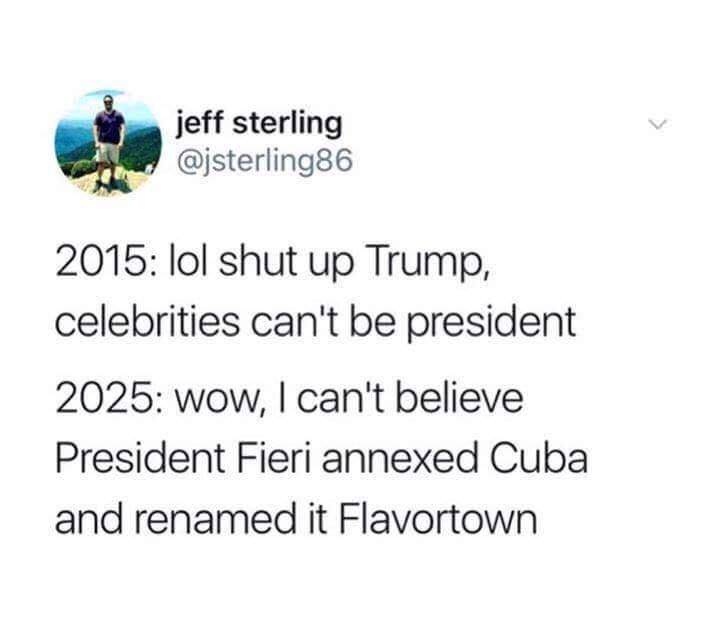 jeff sterling
@jsterling86
2015: lol shut up Trump,
celebrities can't be president
2025: wow, I can't believe
President Fieri annexed Cuba
and renamed it Flavortown